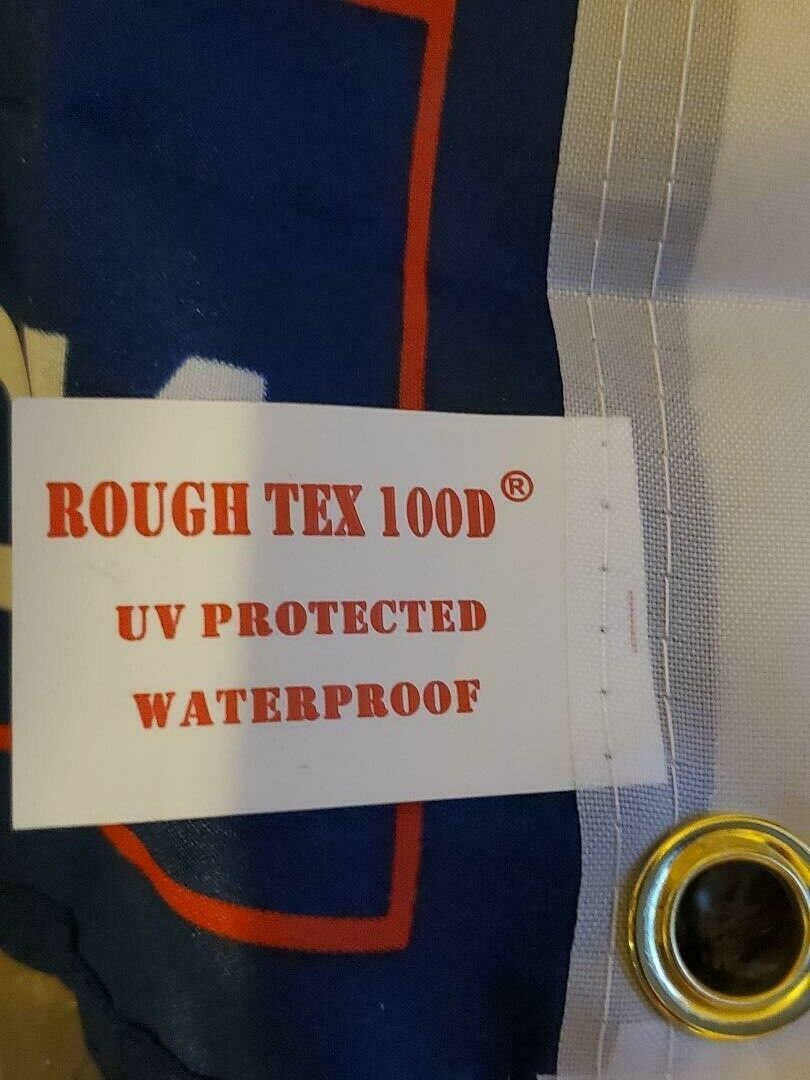 ROUGH TEX 100D®
UV PROTECTED
WATERPROOF